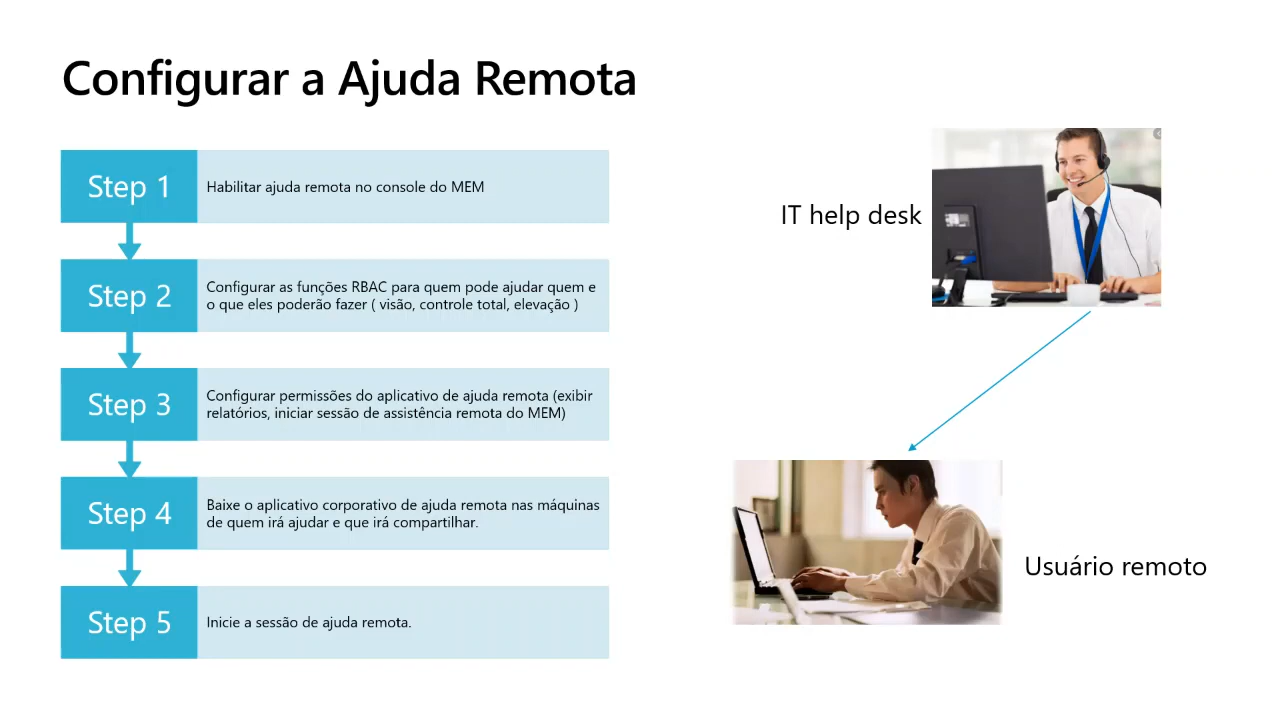 Configurar a Ajuda Remota
Step 1
Habilitar ajuda remota no console do MEM
Step 2
Configurar as funções RBAC para quem pode ajudar quem e
o que eles poderão fazer ( visão, controle total, elevação )
Step 3
Configurar permissões do aplicativo de ajuda remota (exibir
relatórios, iniciar sessão de assistência remota do MEM)
Step 4
Baixe o aplicativo corporativo de ajuda remota nas máquinas
de quem irá ajudar e que irá compartilhar.
Step 5
Inicie a sessão de ajuda remota.
IT help desk
Usuário remoto